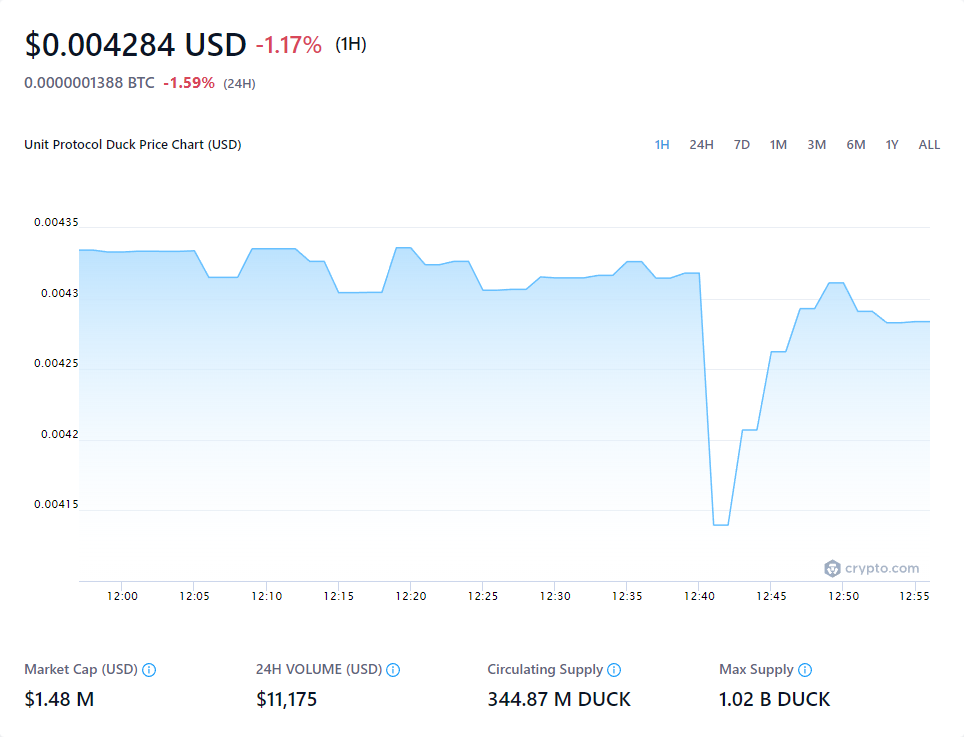 $0.004284 USD -1.17% (1H)
0.0000001388 BTC -1.59% (24H)
Unit Protocol Duck Price Chart (USD) 1H 24H 7D 1M 3M 6M 1Y ALL
0.00435
0.0043
0.00425
0.0042
0.00415
crypto.com
12:00 12:05 12:10 12:15 12:20 12:25 12:30 12:35 12:40 12:45 12:50 12:55
Market Cap (USD) 24H VOLUME (USD) Circulating Supply Max Supply
$1.48 M $11,175 344.87 M DUCK 1.02 B DUCK